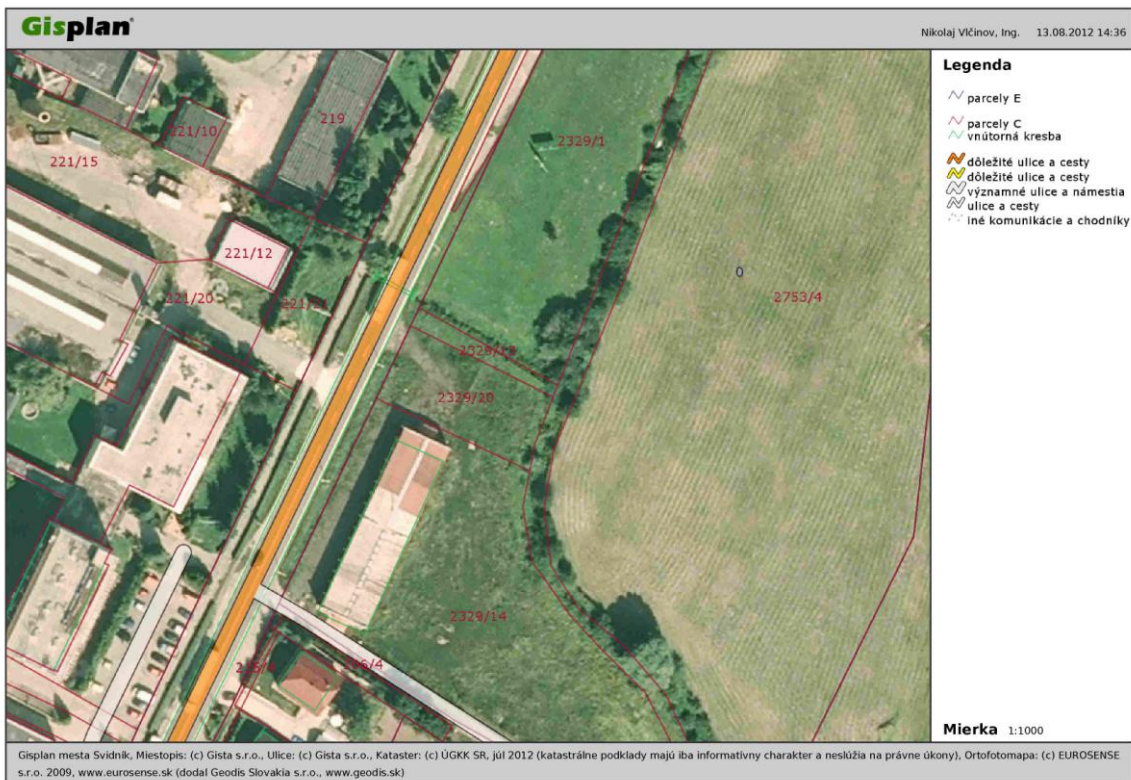 Gisplan
Nikolaj Vlčinov, Ing. 13.08.2012 14:36
Legenda
parcely E
parcely C
vnútorná kresba
dôležité ulice a cesty
dôležité ulice a cesty
významné ulice a námestia
ulice a cesty
iné komunikácie a chodníky
219
221/10
2329/1
221/15
221/12
0
221/20
2753/4
2329/20
2329/14
Mierka 1:1000
Gisplan mesta Svidník, Miestopis: (c) Gista s.r.o., Ulice: (c) Gista s.r.o., Kataster: (c) ÚGKK SR, júl 2012 (katastrálne podklady majú iba informatívny charakter a neslúžia na právne úkony), Ortofotomapa: (c) EUROSENSE
s.r.o. 2009, www.eurosense.sk (dodal Geodis Slovakia s.r.o., www.geodis.sk)